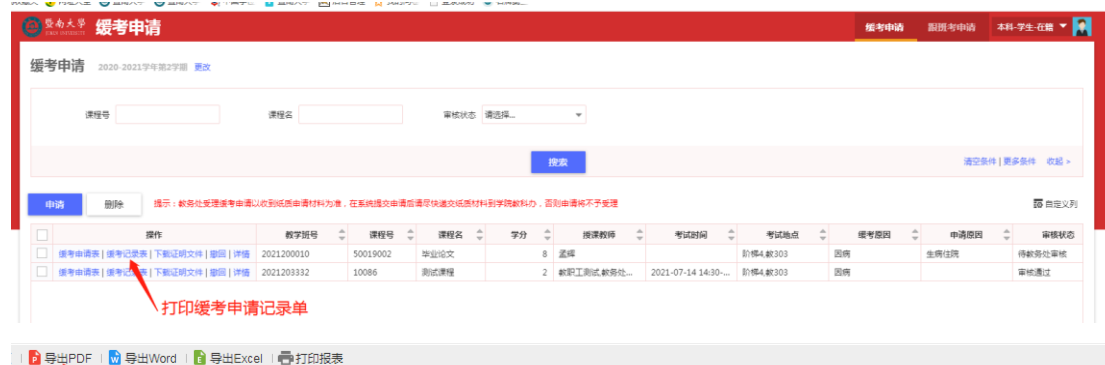 暨南大学 缓考申请 缓考申请 跟班考申请 本科-学生-在籍
缓考申请 2020-2021学年第2学期 更改
课程号 课程名 审核状态 请选择...
搜索 清空条件 | 更多条件 收起 >
申请 删除 提示：教务处受理缓考申请以收到纸质申请材料为准，在系统提交申请后请尽快递交纸质材料到学院教科办，否则申请将不予受理 自定义列
操作 教学班号 课程号 课程名 学分 授课教师 考试时间 考试地点 缓考原因 申请原因 审核状态
缓考申请表 | 缓考记录表 | 下载证明文件 | 撤回 | 详情 2021200010 50019002 毕业论文 8 孟辉 阶梯4,教303 因病 生病住院 待教务处审核
缓考申请表 | 缓考记录表 | 下载证明文件 | 撤回 | 详情 2021203332 10086 测试课程 2 教职工测试,教务处... 2021-07-14 14:30-... 阶梯4,教303 因病 审核通过
打印缓考申请记录单
导出PDF | 导出Word | 导出Excel | 打印报表